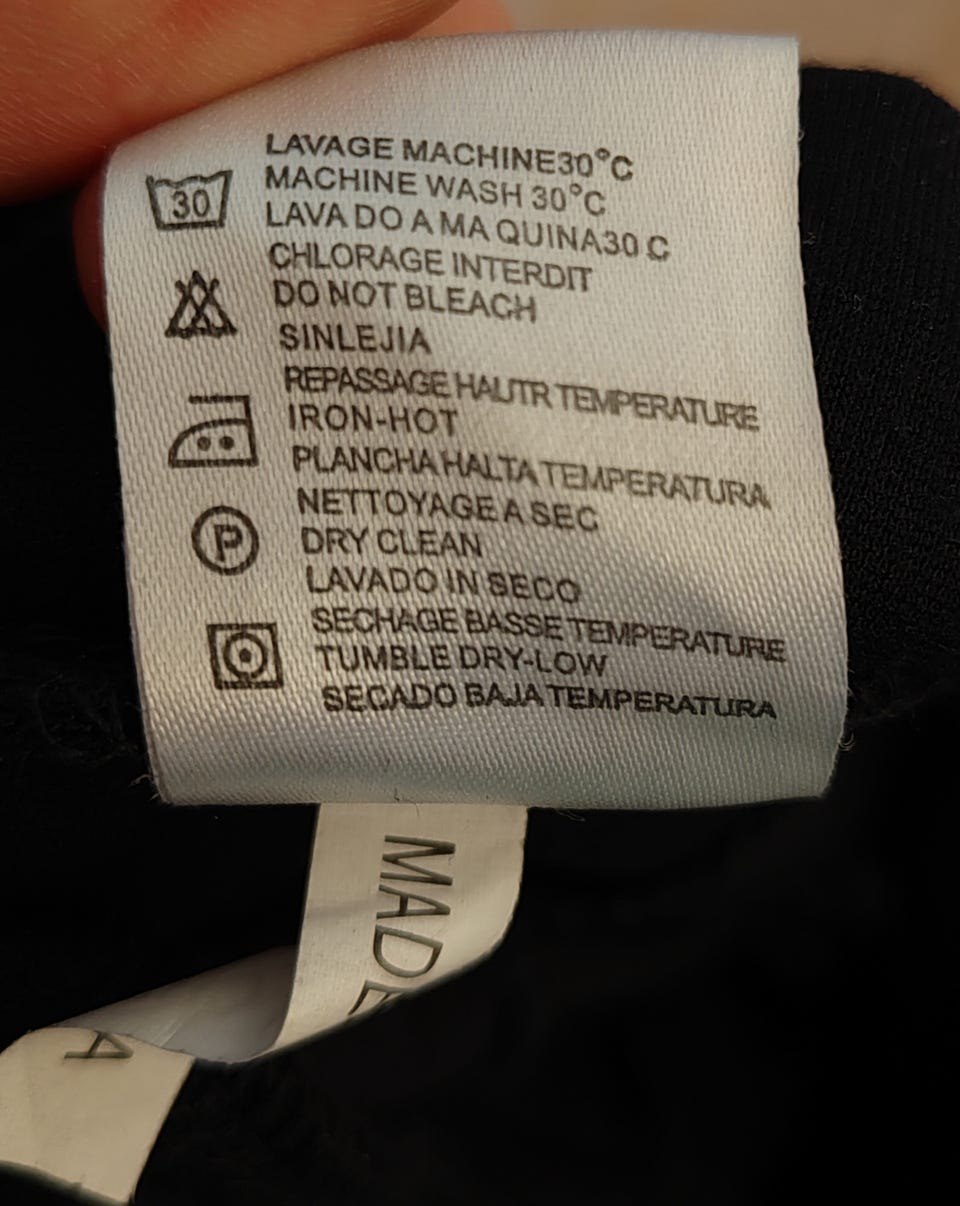 LAVAGE MACHINE30°C
30
MACHINE WASH 30°C
LAVA DO A MA QUINA30 C
CHLORAGE INTERDIT
DO NOT BLEACH
SINLEJIA
REPASSAGE HAUTR TEMPERATURE
IRON-HOT
PLANCHA HALTA TEMPERATURA
NETTOYAGE A SEC
P
DRY CLEAN
LAVADO IN SECO
SECHAGE BASSE TEMPERATURE
TUMBLE DRY-LOW
SECADO BAJA TEMPERATURA
MADE
A